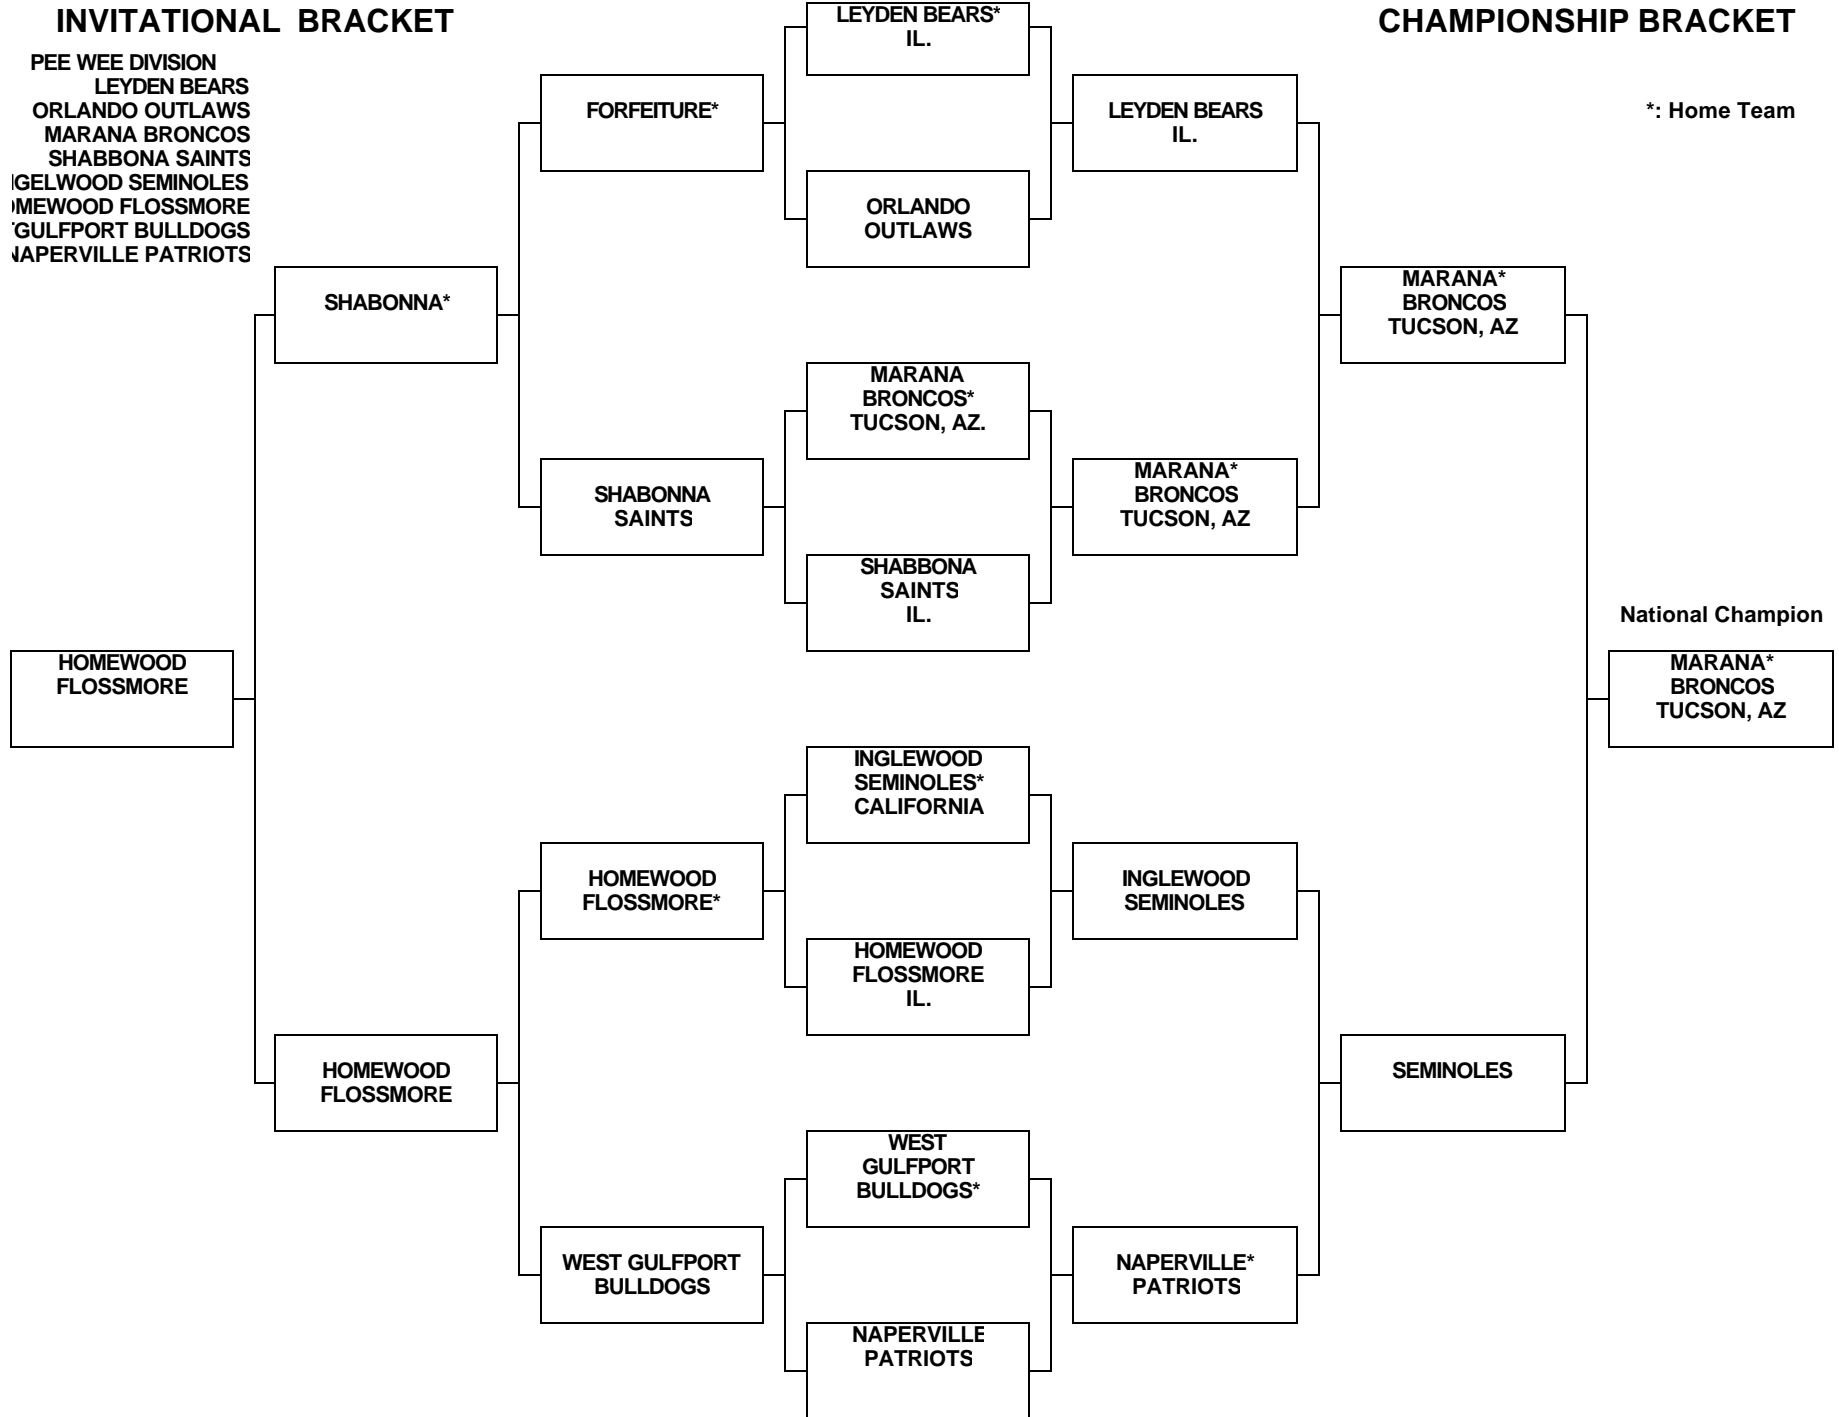 INVITATIONAL BRACKET
CHAMPIONSHIP BRACKET
PEE WEE DIVISION
LEYDEN BEARS
ORLANDO OUTLAWS
MARANA BRONCOS
SHABBONA SAINTS
GELWOOD SEMINOLES
MEWOOD FLOSSMORE
GULFPORT BULLDOGS
NAPERVILLE PATRIOTS
*: Home Team
LEYDEN BEARS*
IL.
FORFEITURE*
LEYDEN BEARS
IL.
ORLANDO
OUTLAWS
SHABONNA*
MARANA*
BRONCOS
TUCSON, AZ
MARANA
BRONCOS*
TUCSON, AZ.
SHABONNA
SAINTS
MARANA*
BRONCOS
TUCSON, AZ
SHABBONA
SAINTS
IL.
National Champion
HOMEWOOD
FLOSSMORE
MARANA*
BRONCOS
TUCSON, AZ
INGLEWOOD
SEMINOLES*
CALIFORNIA
HOMEWOOD
FLOSSMORE*
INGLEWOOD
SEMINOLES
HOMEWOOD
FLOSSMORE
IL.
HOMEWOOD
FLOSSMORE
SEMINOLES
WEST
GULFPORT
BULLDOGS*
WEST GULFPORT
BULLDOGS
NAPERVILLE*
PATRIOTS
NAPERVILLE
PATRIOTS